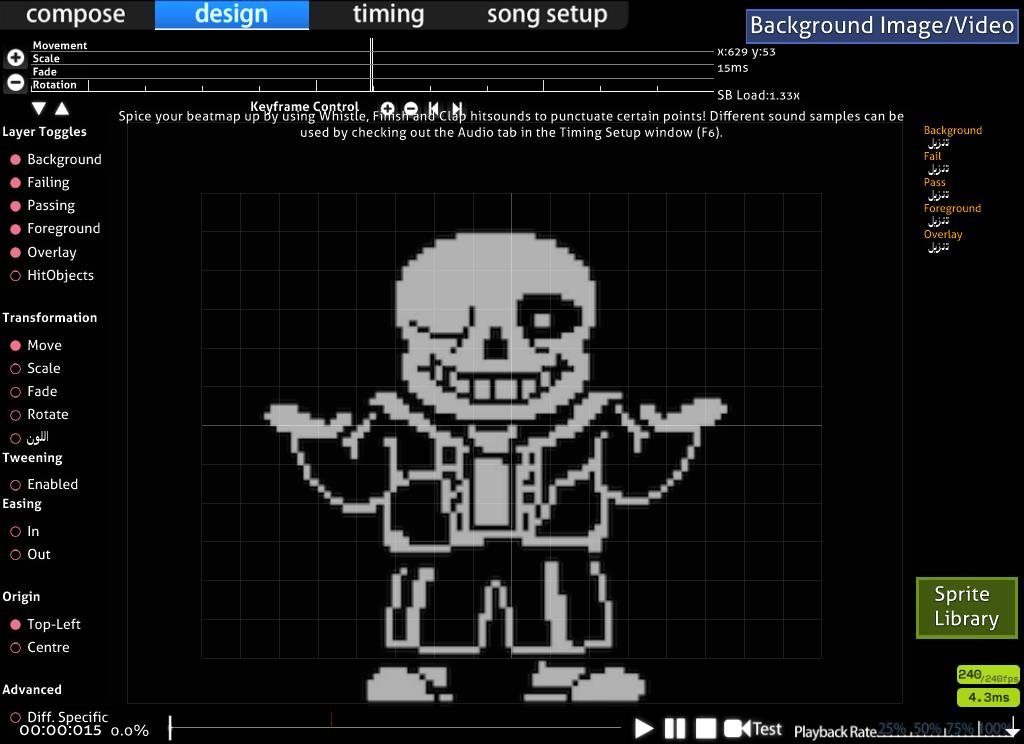 compose design timing song setup
Background Image/Video
Movement
Scale
Fade
Rotation
x:629 y:53
15ms
SB Load:1.33x
Keyframe Control
Spice your beatmap up by using Whistle, Finish and Clap hitsounds to punctuate certain points! Different sound samples can be
used by checking out the Audio tab in the Timing Setup window (F6).
Layer Toggles
Background
Failing
Passing
Foreground
Overlay
HitObjects
Transformation
Move
Scale
Fade
Rotate
اللون
Tweening
Enabled
Easing
In
Out
Origin
Top-Left
Centre
Advanced
Diff. Specific
Background
تنزيل
Fail
تنزيل
Pass
تنزيل
Foreground
تنزيل
Overlay
تنزيل
Sprite
Library
240/240fps
4.3ms
00:00:015 0.0%
Test
Playback Rate 25% 50% 75% 100%